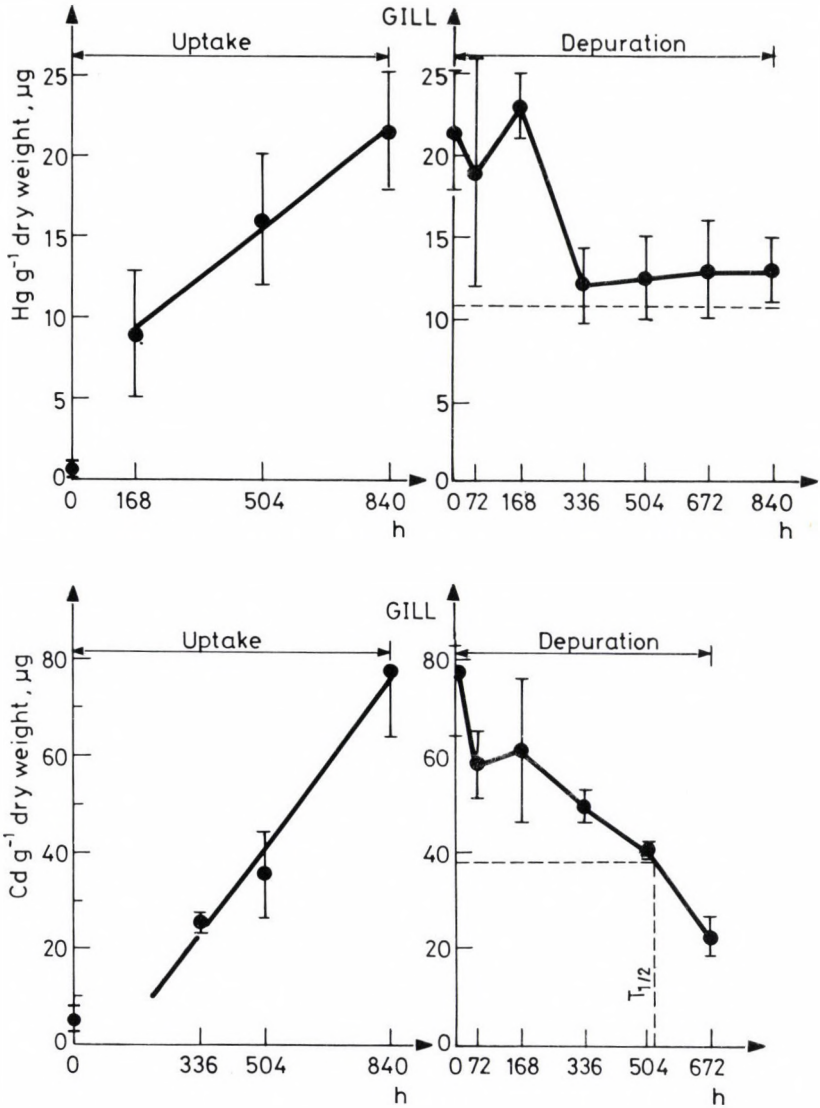 GILL
Uptake
Depuration
Hg g⁻¹ dry weight, µg
25
20
15
10
5
0
0 168 504 840
h
25
20
15
10
5
0
0 72 168 336 504 672 840
h
GILL
Uptake
Depuration
Cd g⁻¹ dry weight, µg
80
60
40
20
0
0 336 504 840
h
80
60
40
20
0
T1/2
0 72 168 336 504 672
h